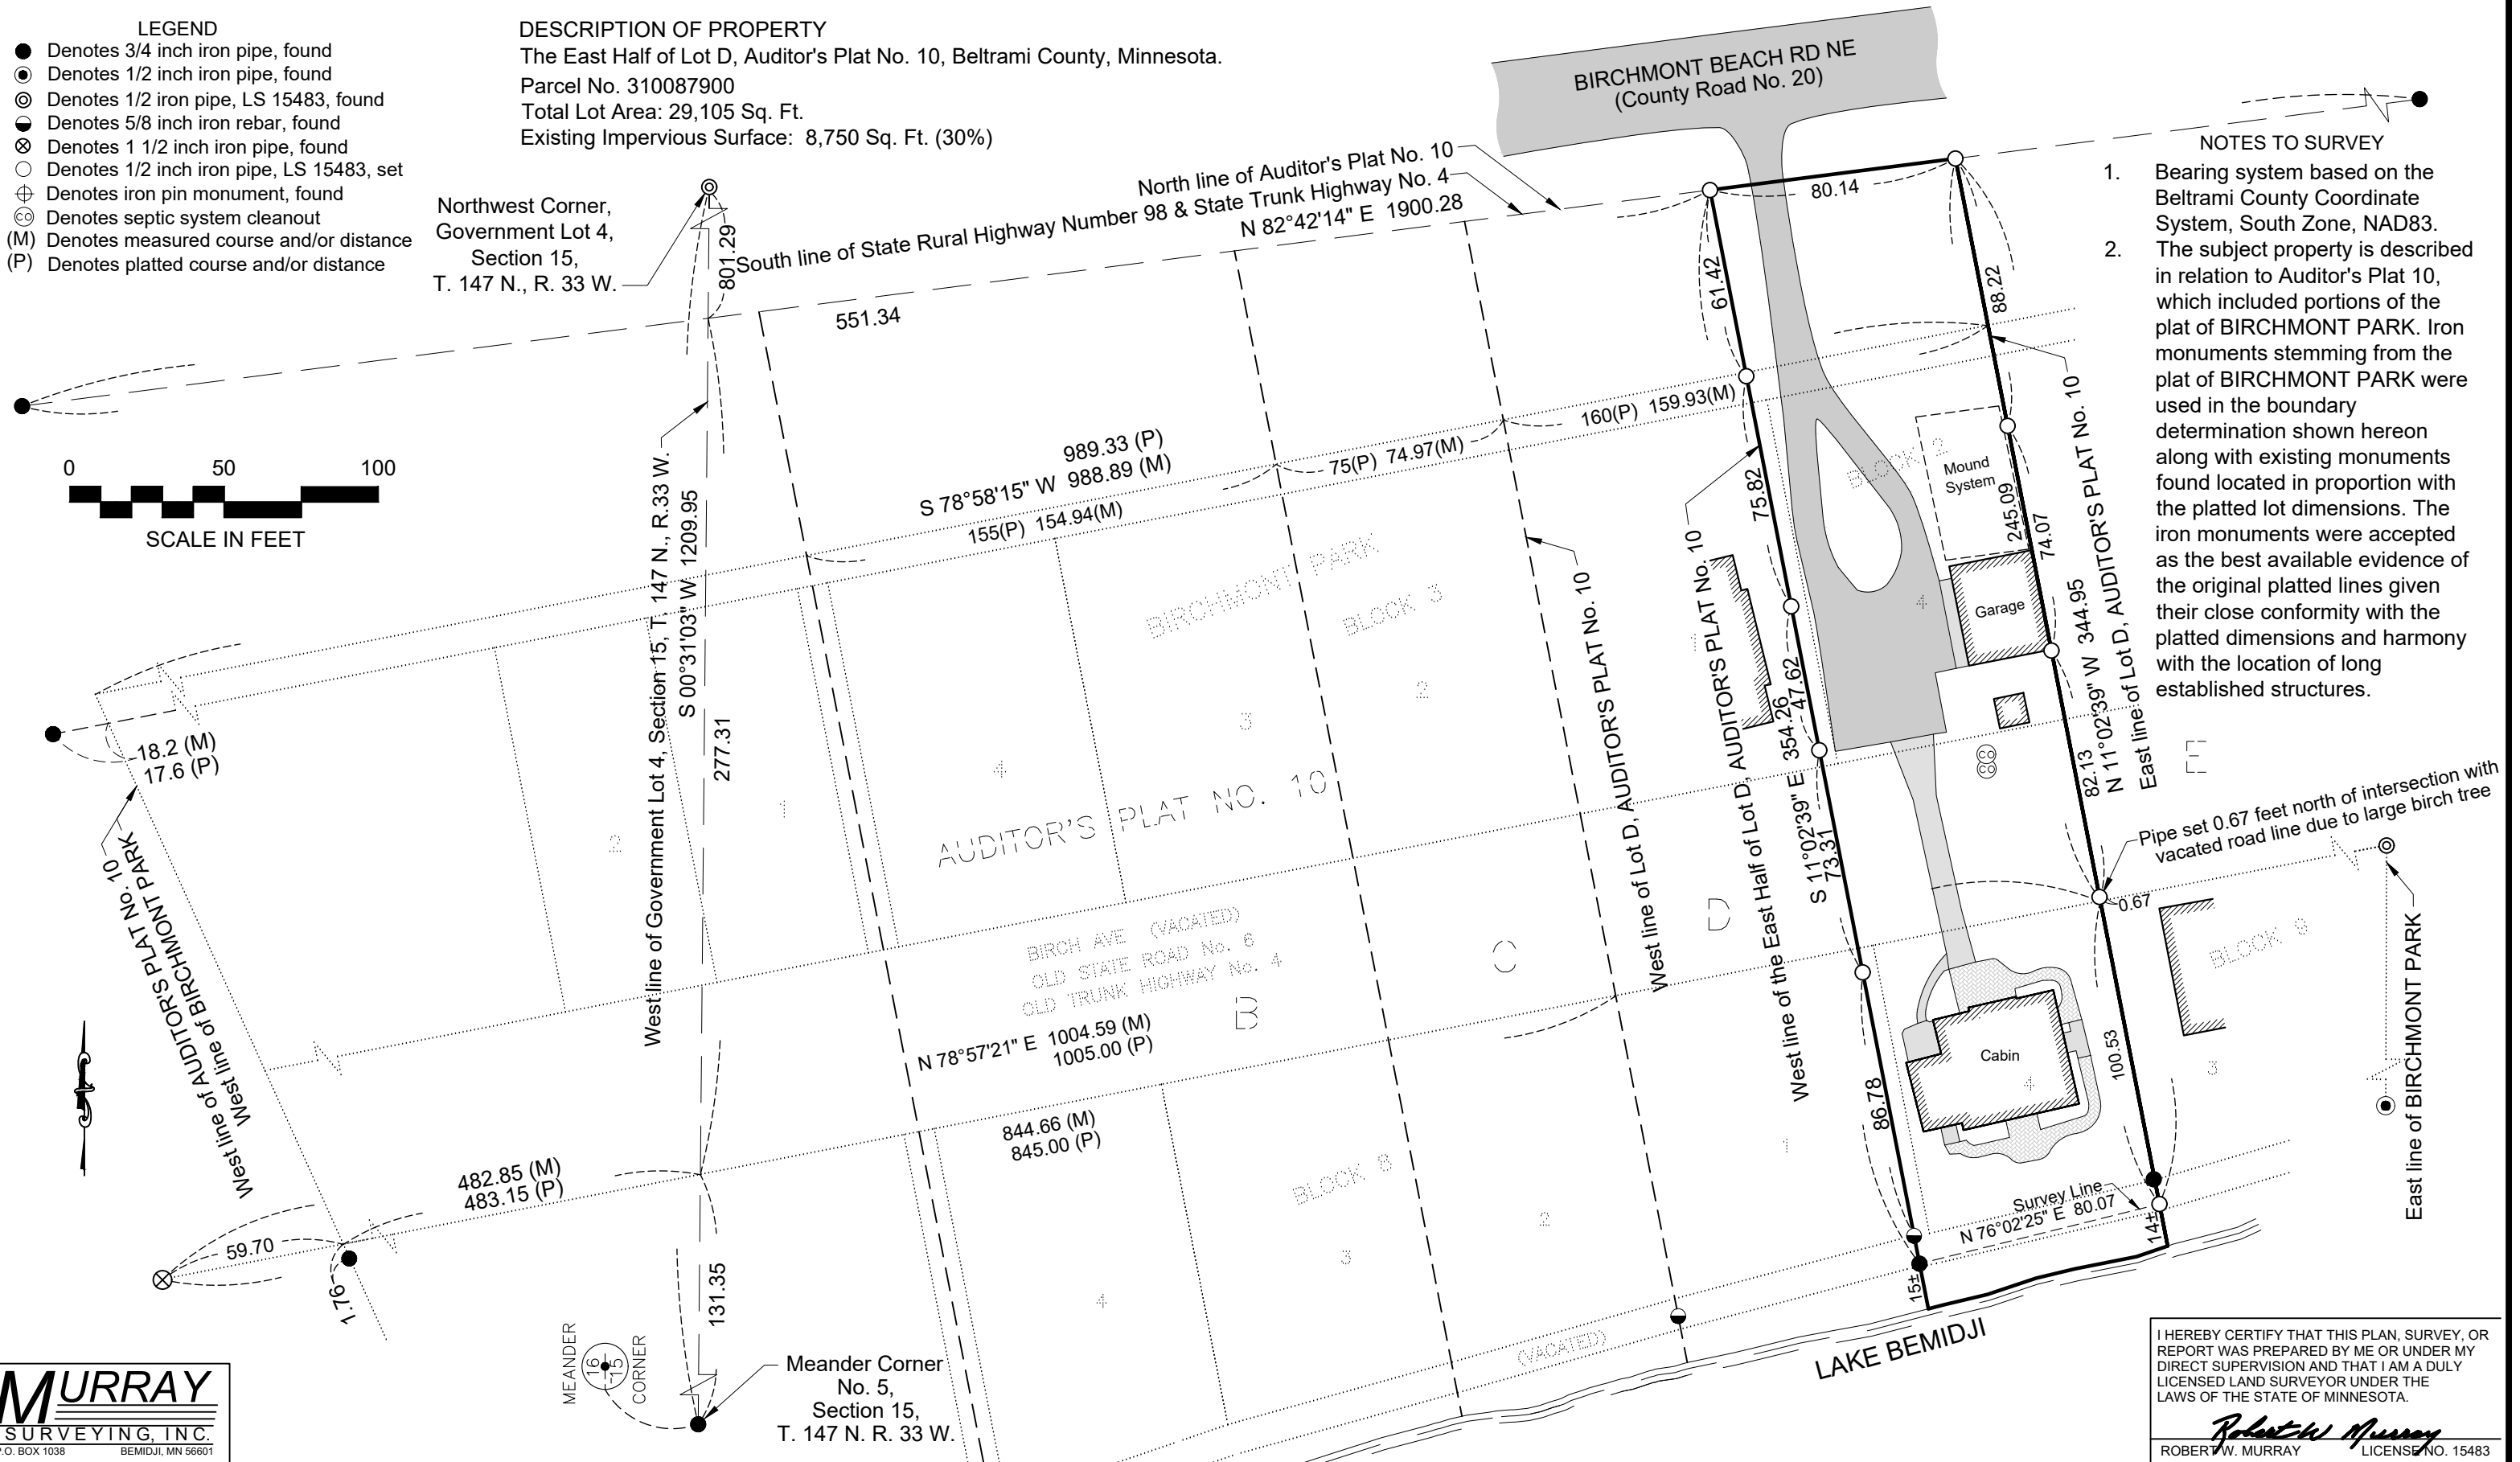 LEGEND
Denotes 3/4 inch iron pipe, found
Denotes 1/2 inch iron pipe, found
Denotes 1/2 iron pipe, LS 15483, found
Denotes 5/8 inch iron rebar, found
Denotes 1 1/2 inch iron pipe, found
Denotes 1/2 inch iron pipe, LS 15483, set
Denotes iron pin monument, found
CO Denotes septic system cleanout
(M) Denotes measured course and/or distance
(P) Denotes platted course and/or distance
DESCRIPTION OF PROPERTY
The East Half of Lot D, Auditor's Plat No. 10, Beltrami County, Minnesota.
Parcel No. 310087900
Total Lot Area: 29,105 Sq. Ft.
Existing Impervious Surface: 8,750 Sq. Ft. (30%)
Northwest Corner,
Government Lot 4,
Section 15,
T. 147 N., R. 33 W.
801.29
North line of Auditor's Plat No. 10
South line of State Rural Highway Number 98 & State Trunk Highway No. 4
N 82°42'14" E 1900.28
551.34
BIRCHMONT BEACH RD NE
(County Road No. 20)
80.14
61.42
88.22
NOTES TO SURVEY
1. Bearing system based on the
Beltrami County Coordinate
System, South Zone, NAD83.
2. The subject property is described
in relation to Auditor's Plat 10,
which included portions of the
plat of BIRCHMONT PARK. Iron
monuments stemming from the
plat of BIRCHMONT PARK were
used in the boundary
determination shown hereon
along with existing monuments
found located in proportion with
the platted lot dimensions. The
iron monuments were accepted
as the best available evidence of
the original platted lines given
their close conformity with the
platted dimensions and harmony
with the location of long
established structures.
0 50 100
SCALE IN FEET
989.33 (P)
S 78°58'15" W 988.89 (M)
155(P) 154.94(M)
75(P) 74.97(M)
160(P) 159.93(M)
West line of Government Lot 4, Section 15, T. 147 N., R.33 W.
S 00°31'03" W 1209.95
277.31
131.35
BIRCHMONT PARK
BLOCK 3
2
3
4
1
2
AUDITOR'S PLAT NO. 10
BLOCK 2
1
4
Mound
System
Garage
75.82
245.09
74.07
47.62
S 11°02'39" E 354.26
73.31
86.78
82.13
N 11°02'39" W 344.95
East line of Lot D, AUDITOR'S PLAT No. 10
West line of Lot D, AUDITOR'S PLAT No. 10
West line of the East Half of Lot D, AUDITOR'S PLAT No. 10
CO
CO
E
D
C
B
Pipe set 0.67 feet north of intersection with
vacated road line due to large birch tree
0.67
18.2 (M)
17.6 (P)
West line of AUDITOR'S PLAT No. 10
West line of BIRCHMONT PARK
BIRCH AVE (VACATED)
OLD STATE ROAD No. 6
OLD TRUNK HIGHWAY No. 4
N 78°57'21" E 1004.59 (M)
1005.00 (P)
844.66 (M)
845.00 (P)
482.85 (M)
483.15 (P)
59.70
1.76
BLOCK 8
1
2
3
4
Cabin
4
100.53
BLOCK 9
3
East line of BIRCHMONT PARK
Survey Line
N 76°02'25" E 80.07
14±
15±
(VACATED)
LAKE BEMIDJI
MEANDER
16
15
CORNER
Meander Corner
No. 5,
Section 15,
T. 147 N. R. 33 W.
MURRAY
SURVEYING, INC.
P.O. BOX 1038 BEMIDJI, MN 56601
I HEREBY CERTIFY THAT THIS PLAN, SURVEY, OR
REPORT WAS PREPARED BY ME OR UNDER MY
DIRECT SUPERVISION AND THAT I AM A DULY
LICENSED LAND SURVEYOR UNDER THE
LAWS OF THE STATE OF MINNESOTA.
Robert W Murray
ROBERT W. MURRAY LICENSE NO. 15483